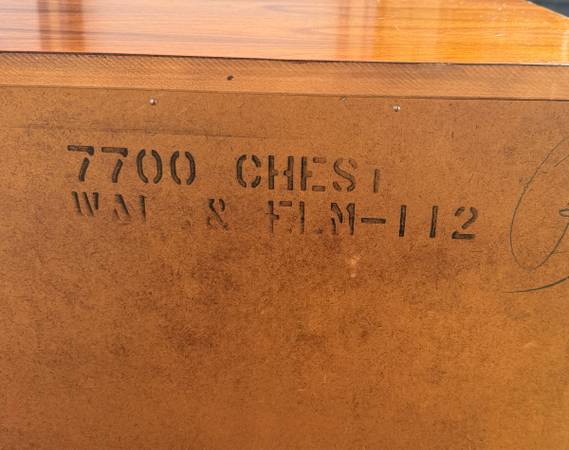 7700 CHEST
WAL. & ELM-112